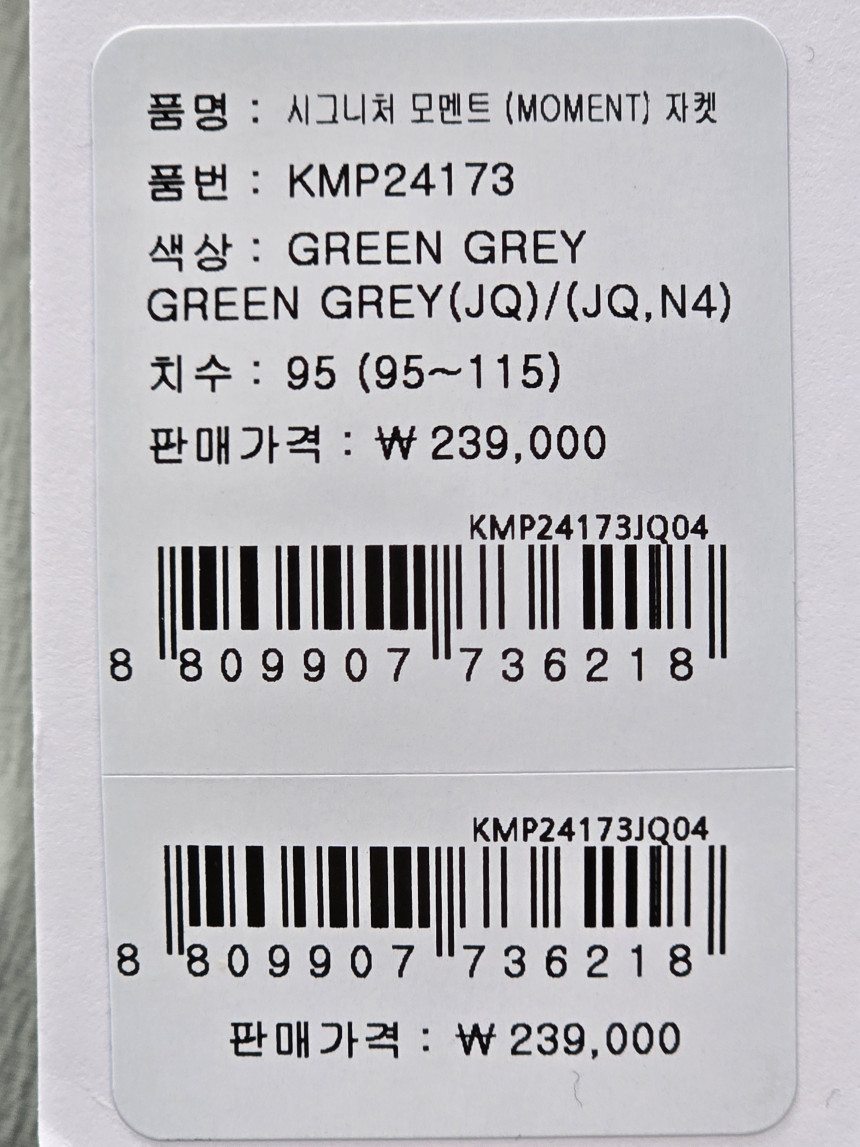 품명 : 시그니처 모멘트 (MOMENT) 자켓
품번 : KMP24173
색상 : GREEN GREY
GREEN GREY(JQ)/(JQ,N4)
치수 : 95 (95~115)
판매가격 : ₩ 239,000
KMP24173JQ04
8 809907 736218
KMP24173JQ04
8 809907 736218
판매가격 : ₩ 239,000